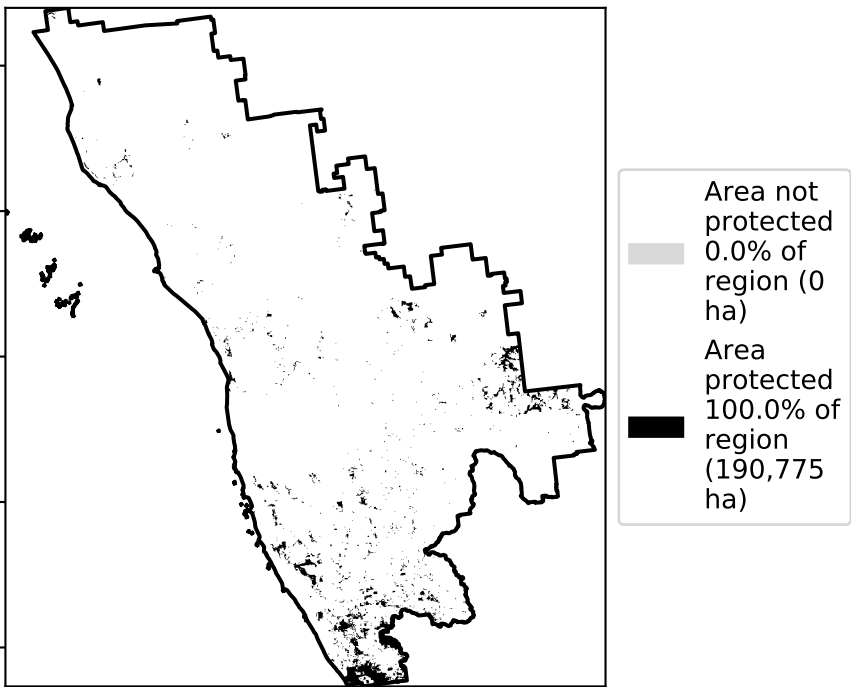 Area not
protected
0.0% of
region (0
ha)
Area
protected
100.0% of
region
(190,775
ha)